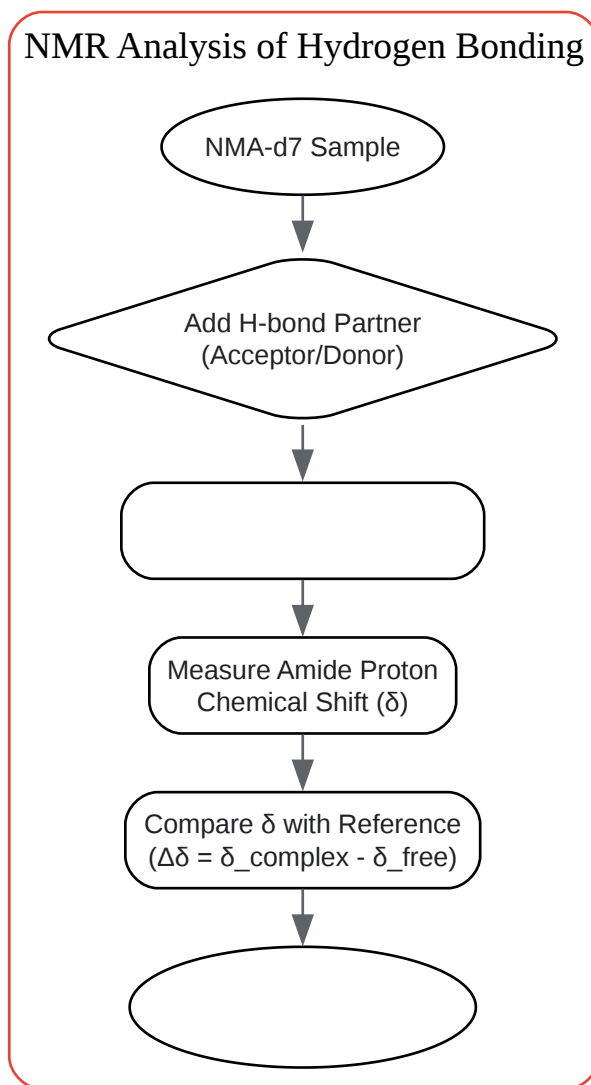 NMR Analysis of Hydrogen Bonding
NMA-d7 Sample
Add H-bond Partner
(Acceptor/Donor)
Measure Amide Proton
Chemical Shift (δ)
Compare δ with Reference
(Δδ = δ_complex - δ_free)